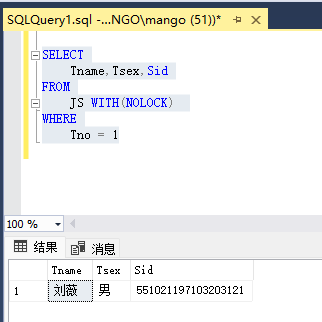 SQLQuery1.sql -...NGO\mango (51))*
SELECT
Tname,Tsex,Sid
FROM
JS WITH(NOLOCK)
WHERE
Tno = 1
100 %
结果 消息
Tname Tsex Sid
1 刘薇 男 551021197103203121